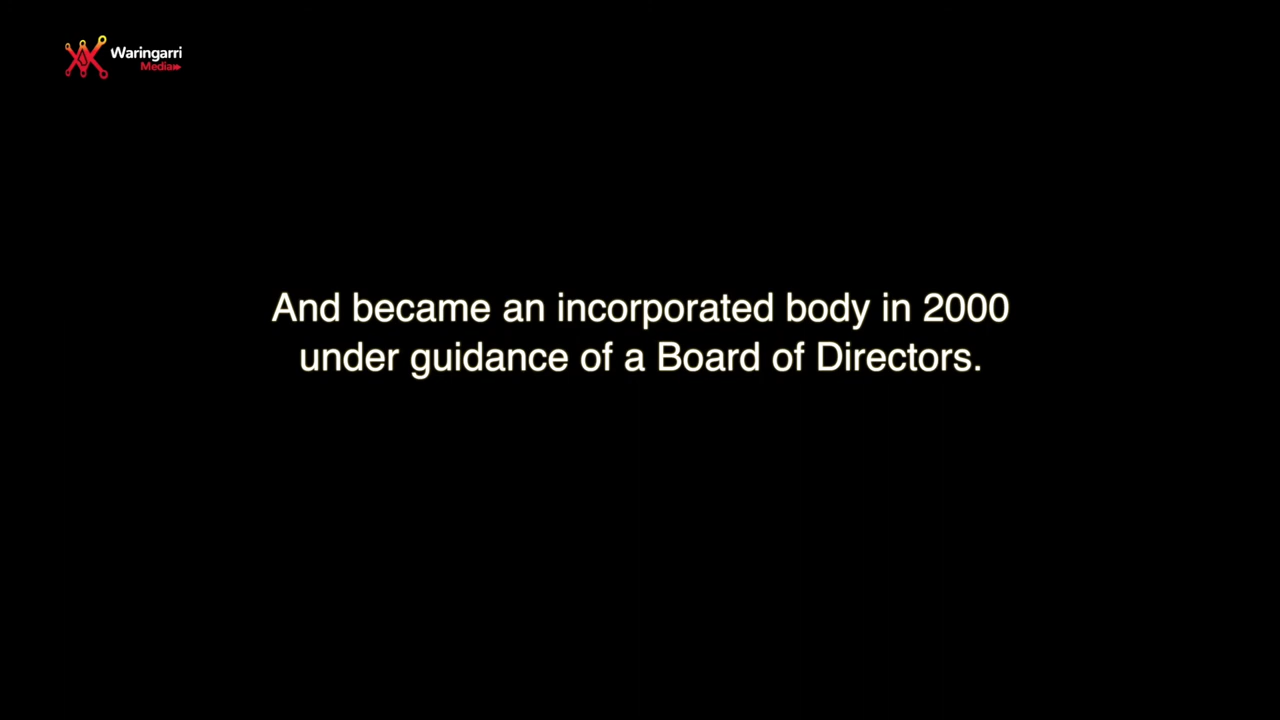 Waringarri
Media
And became an incorporated body in 2000
under guidance of a Board of Directors.